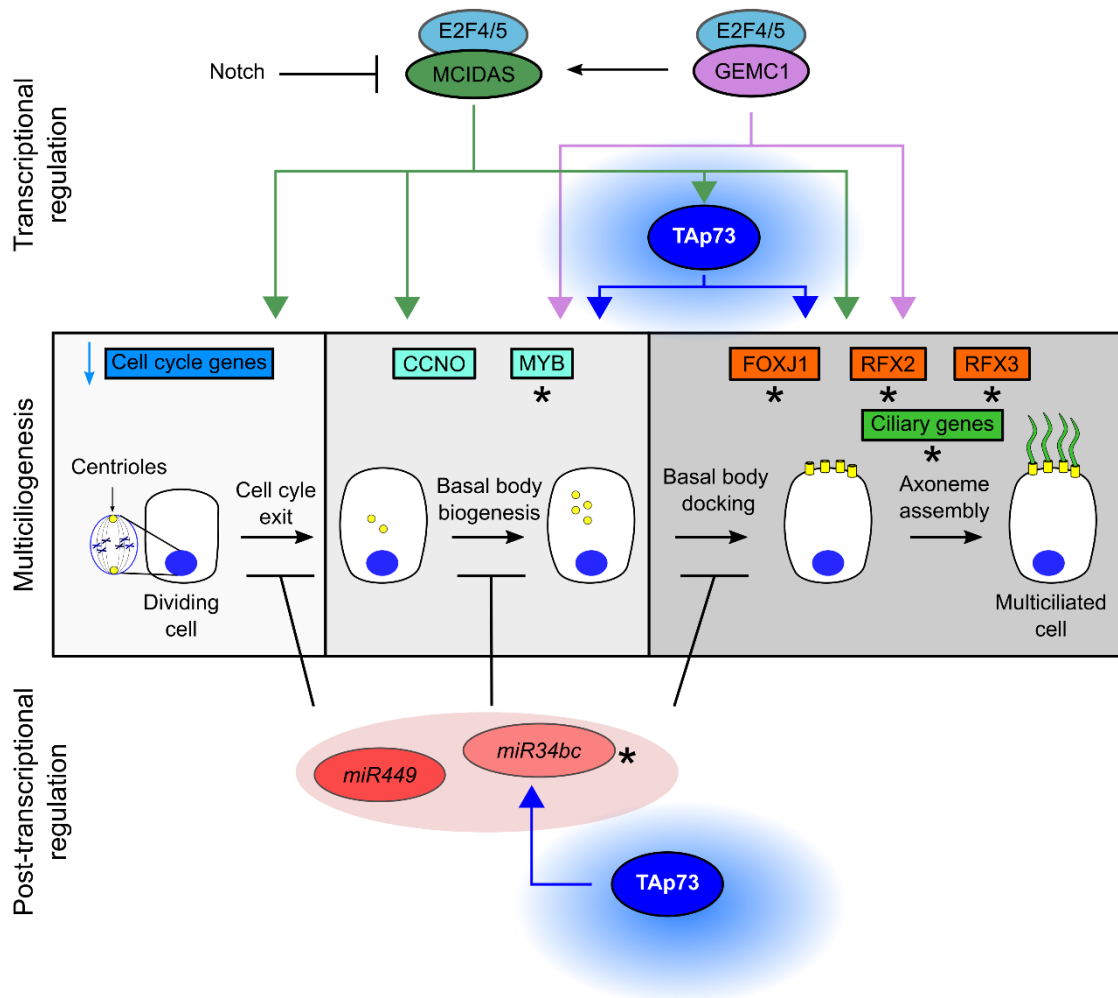 Transcriptional
regulation
E2F4/5
MCIDAS
Notch
E2F4/5
GEMC1
TAp73
Multiciliogenesis
Cell cycle genes
CCNO
MYB
*
FOXJ1
*
RFX2
*
RFX3
*
Ciliary genes
*
Centrioles
Dividing
cell
Cell cyle
exit
Basal body
biogenesis
Basal body
docking
Axoneme
assembly
Multiciliated
cell
Post-transcriptional
regulation
miR449
miR34bc
*
TAp73